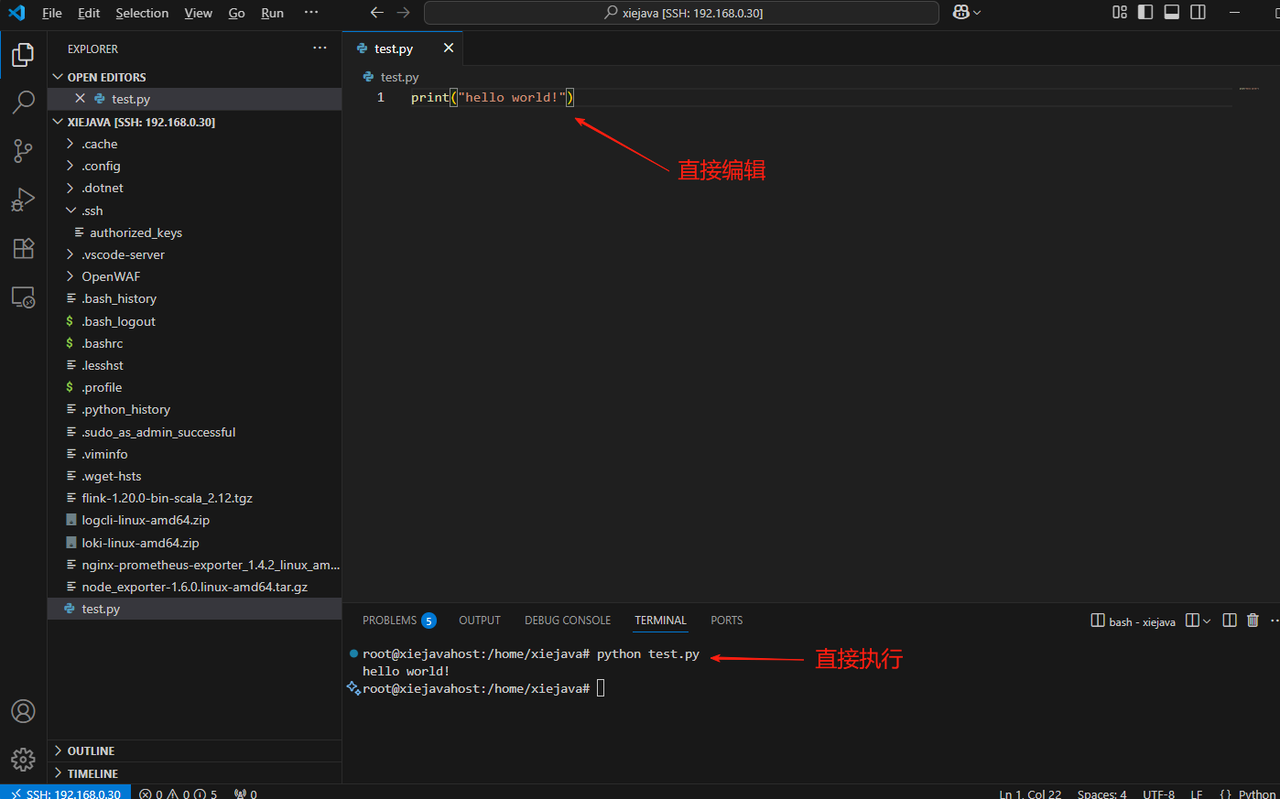 File Edit Selection View Go Run ···
xiejava [SSH: 192.168.0.30]
EXPLORER ···
OPEN EDITORS
test.py
XIEJAVA [SSH: 192.168.0.30]
.cache
.config
.dotnet
.ssh
authorized_keys
.vscode-server
OpenWAF
.bash_history
$ .bash_logout
$ .bashrc
.lesshst
$ .profile
.python_history
.sudo_as_admin_successful
.viminfo
.wget-hsts
flink-1.20.0-bin-scala_2.12.tgz
logcli-linux-amd64.zip
loki-linux-amd64.zip
nginx-prometheus-exporter_1.4.2_linux_am...
node_exporter-1.6.0.linux-amd64.tar.gz
test.py
OUTLINE
TIMELINE
test.py
test.py
1 print("hello world!")
直接编辑
PROBLEMS 5 OUTPUT DEBUG CONSOLE TERMINAL PORTS
bash - xiejava
root@xiejavahost:/home/xiejava# python test.py
直接执行
hello world!
root@xiejavahost:/home/xiejava#
SSH: 192.168.0.30 0 0 5 0
Ln 1, Col 22 Spaces: 4 UTF-8 LF { } Python